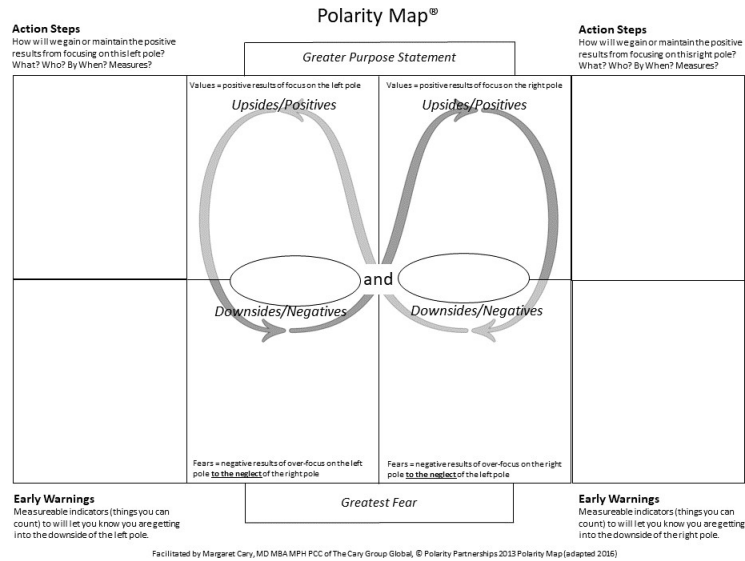 Polarity Map®
Action Steps
How will we gain or maintain the positive
results from focusing on this left pole?
What? Who? By When? Measures?
Greater Purpose Statement
Action Steps
How will we gain or maintain the positive
results from focusing on this right pole?
What? Who? By When? Measures?
Values = positive results of focus on the left pole
Upsides/Positives
Values = positive results of focus on the right pole
Upsides/Positives
and
Downsides/Negatives
Downsides/Negatives
Fears = negative results of over-focus on the left
pole to the neglect of the right pole
Fears = negative results of over-focus on the right
pole to the neglect of the left pole
Early Warnings
Measureable indicators (things you can
count) to will let you know you are getting
into the downside of the left pole.
Greatest Fear
Early Warnings
Measureable indicators (things you can
count) to will let you know you are getting
into the downside of the right pole.
Facilitated by Margaret Cary, MD MBA MPH PCC of The Cary Group Global, © Polarity Partnerships 2013 Polarity Map (adapted 2016)